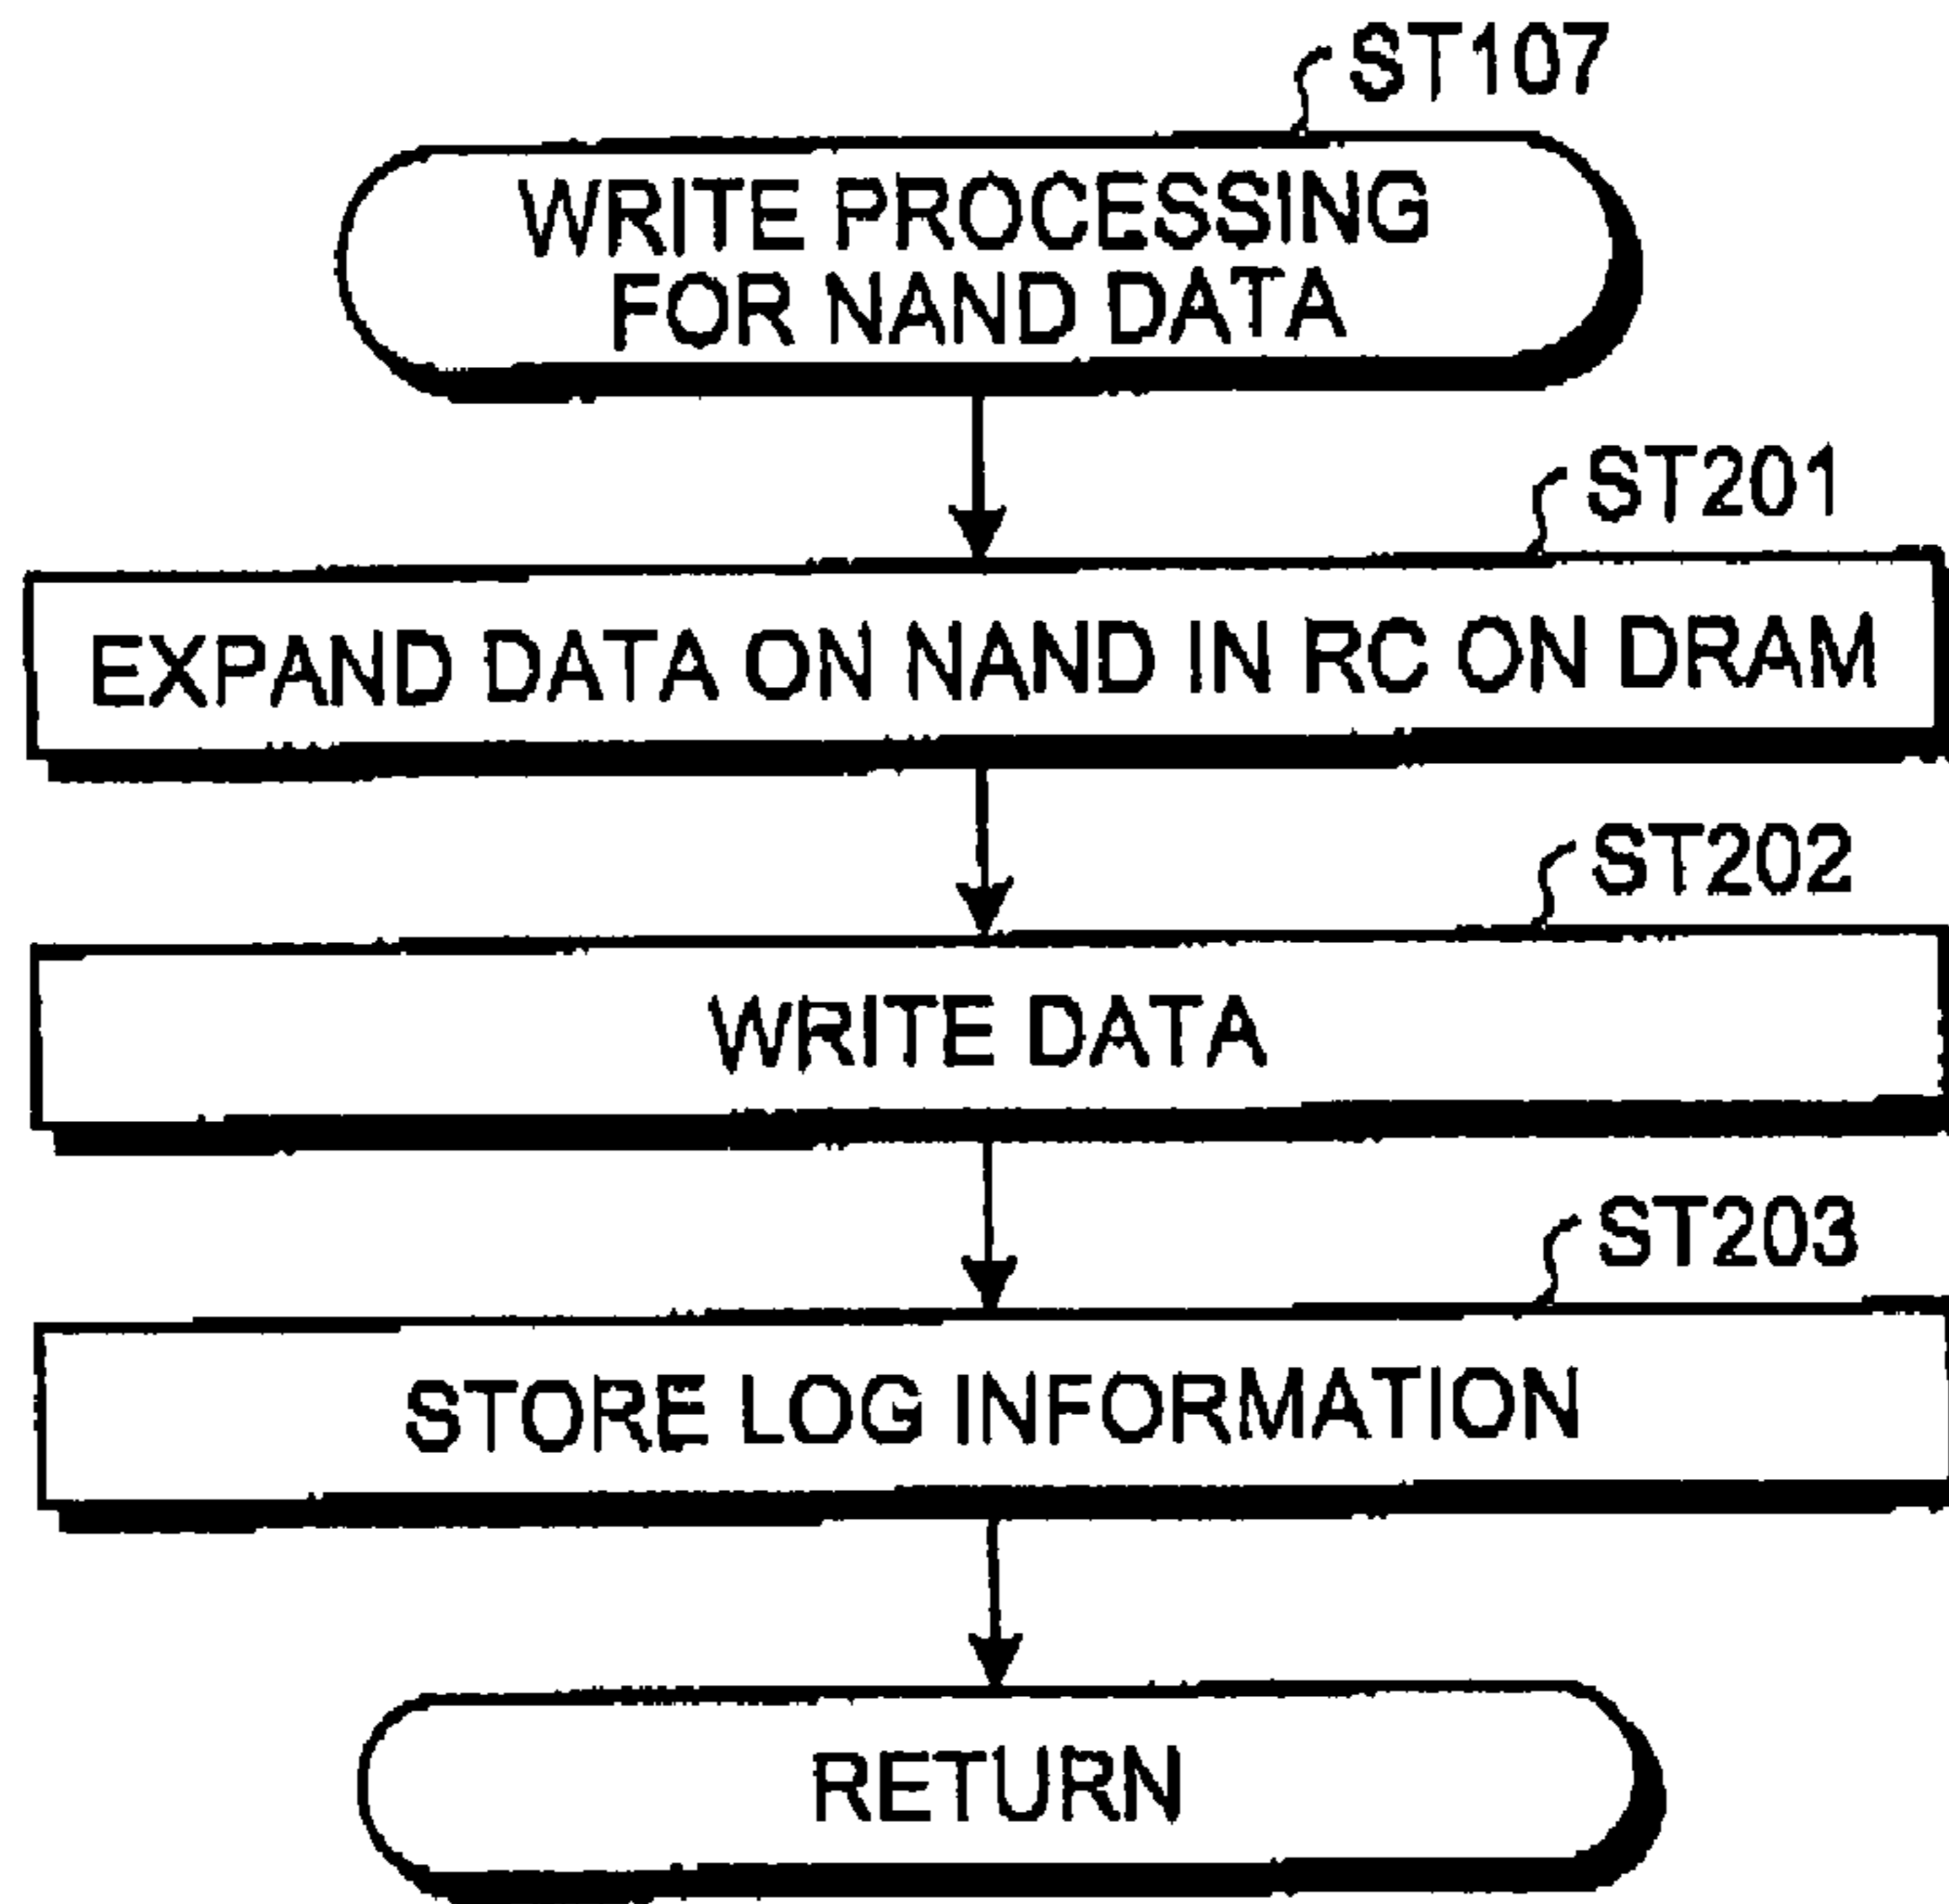 ST107
WRITE PROCESSING
FOR NAND DATA
ST201
EXPAND DATA ON NAND IN RC ON DRAM
ST202
WRITE DATA
ST203
STORE LOG INFORMATION
RETURN